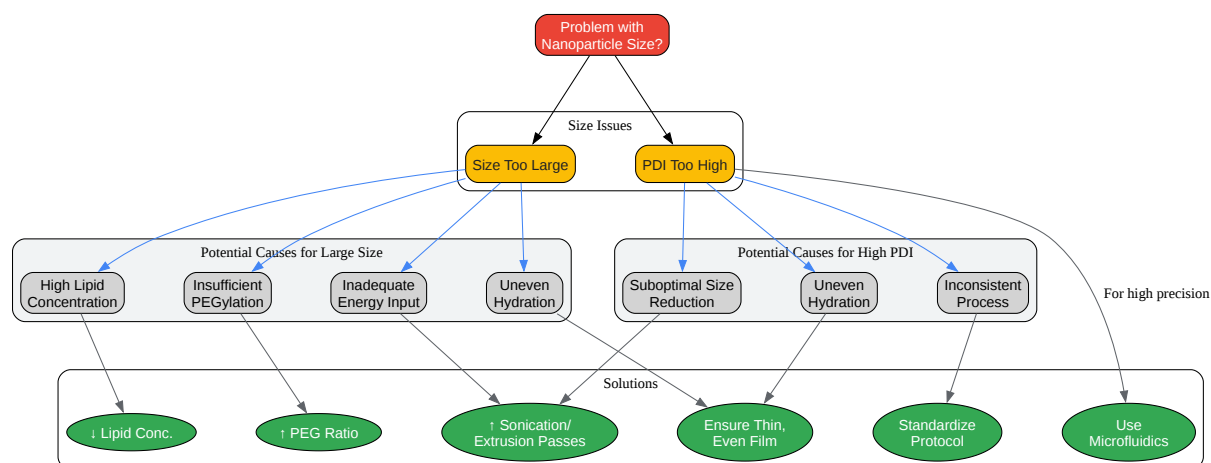 Problem with
Nanoparticle Size?
Size Issues
Size Too Large
PDI Too High
Potential Causes for Large Size
Potential Causes for High PDI
High Lipid
Concentration
Insufficient
PEGylation
Inadequate
Energy Input
Uneven
Hydration
Suboptimal Size
Reduction
Uneven
Hydration
Inconsistent
Process
For high precision
Solutions
↓ Lipid Conc.
↑ PEG Ratio
↑ Sonication/
Extrusion Passes
Ensure Thin,
Even Film
Standardize
Protocol
Use
Microfluidics